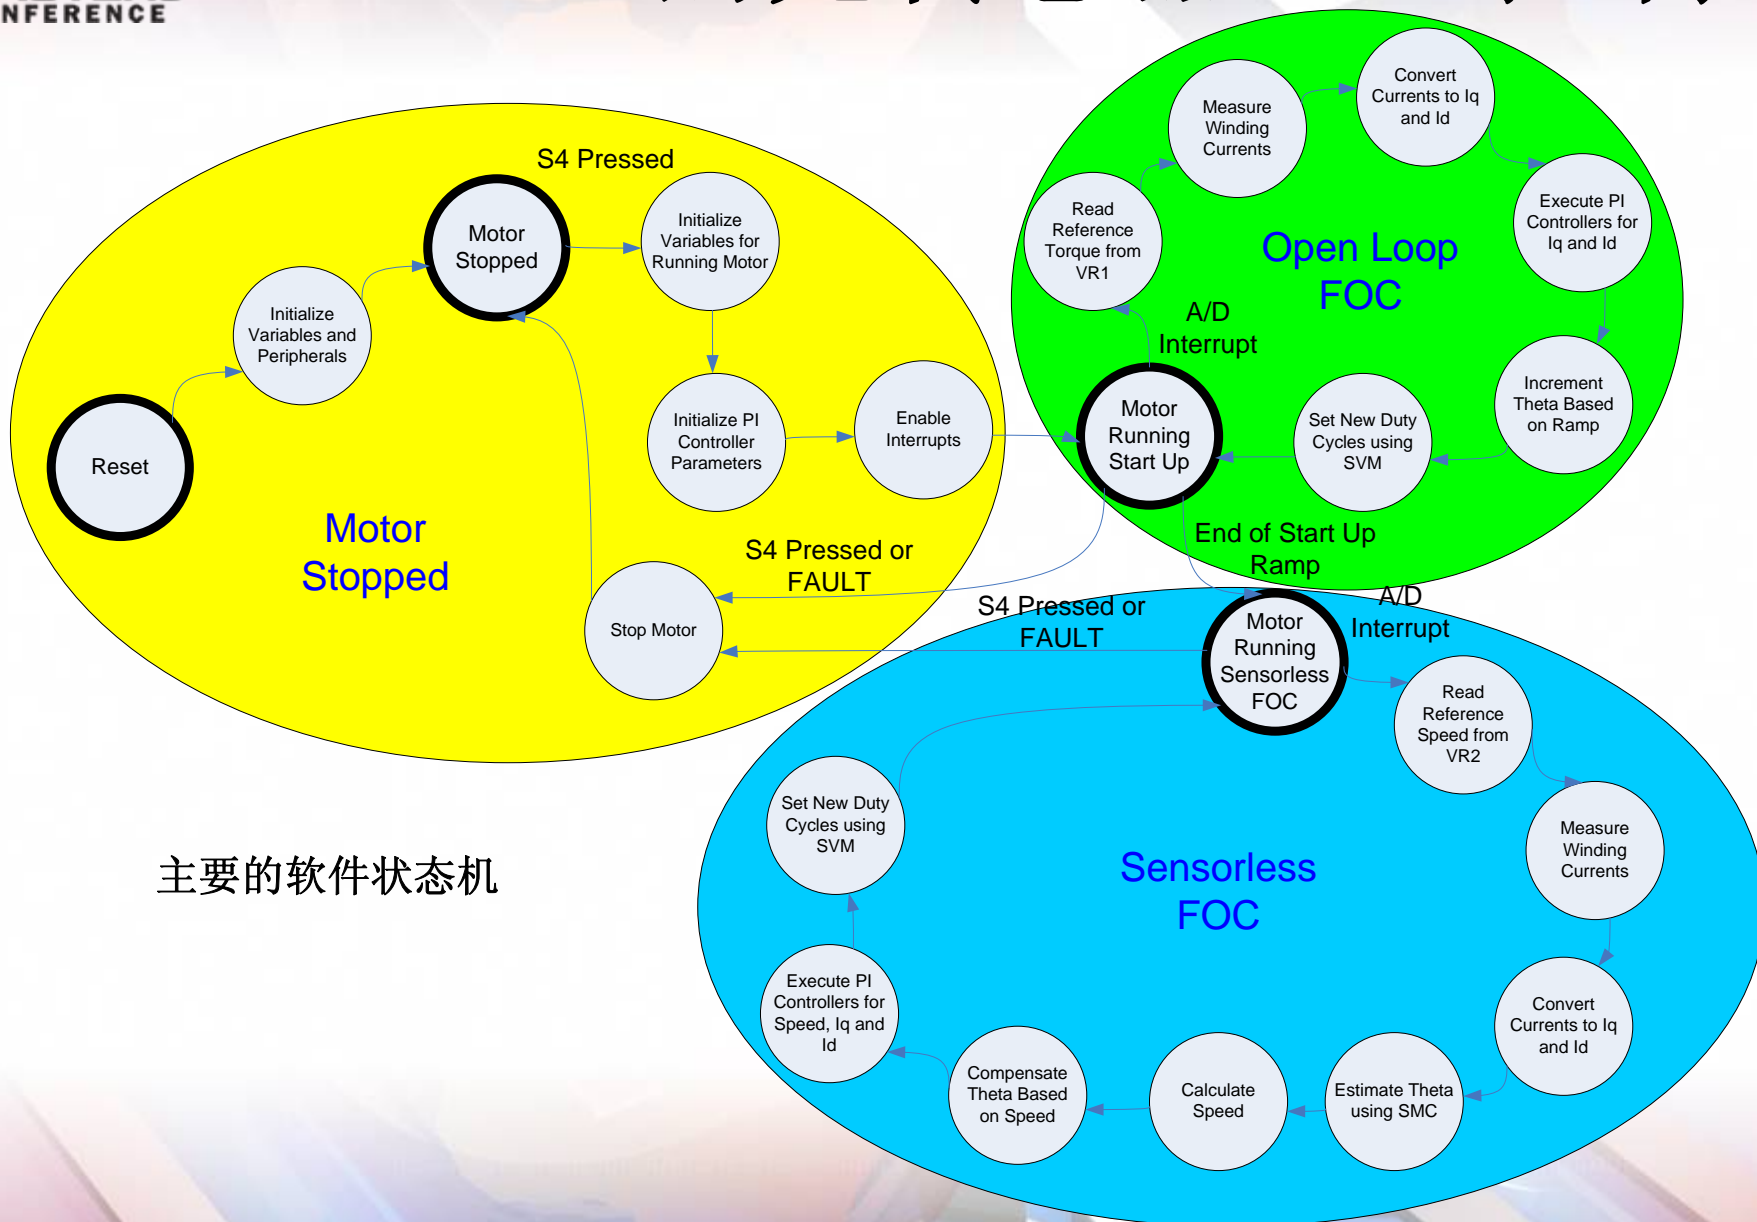 NFERENCE
S4 Pressed
Motor
Stopped
Initialize
Variables for
Running Motor
Initialize
Variables and
Peripherals
Reset
Initialize PI
Controller
Parameters
Enable
Interrupts
Motor
Stopped
Stop Motor
S4 Pressed or
FAULT
Convert
Currents to Iq
and Id
Measure
Winding
Currents
Read
Reference
Torque from
VR1
Execute PI
Controllers for
Iq and Id
Open Loop
FOC
A/D
Interrupt
Motor
Running
Start Up
Set New Duty
Cycles using
SVM
Increment
Theta Based
on Ramp
End of Start Up
Ramp
S4 Pressed or
FAULT
Motor
Running
Sensorless
FOC
A/D
Interrupt
Read
Reference
Speed from
VR2
Measure
Winding
Currents
Set New Duty
Cycles using
SVM
Sensorless
FOC
Execute PI
Controllers for
Speed, Iq and
Id
Compensate
Theta Based
on Speed
Calculate
Speed
Estimate Theta
using SMC
Convert
Currents to Iq
and Id
主要的软件状态机